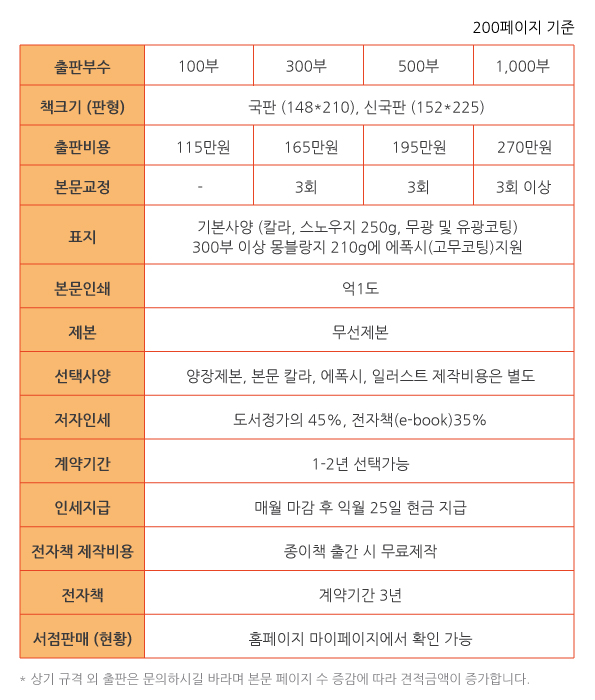 200페이지 기준
출판부수 100부 300부 500부 1,000부
책크기 (판형) 국판 (148*210), 신국판 (152*225)
출판비용 115만원 165만원 195만원 270만원
본문교정 - 3회 3회 3회 이상
표지 기본사양 (칼라, 스노우지 250g, 무광 및 유광코팅)
300부 이상 몽블랑지 210g에 에폭시(고무코팅)지원
본문인쇄 먹1도
제본 무선제본
선택사양 양장제본, 본문 칼라, 에폭시, 일러스트 제작비용은 별도
저자인세 도서정가의 45%, 전자책(e-book)35%
계약기간 1-2년 선택가능
인세지급 매월 마감 후 익월 25일 현금 지급
전자책 제작비용 종이책 출간 시 무료제작
전자책 계약기간 3년
서점판매 (현황) 홈페이지 마이페이지에서 확인 가능
* 상기 규격 외 출판은 문의하시길 바라며 본문 페이지 수 증감에 따라 견적금액이 증가합니다.